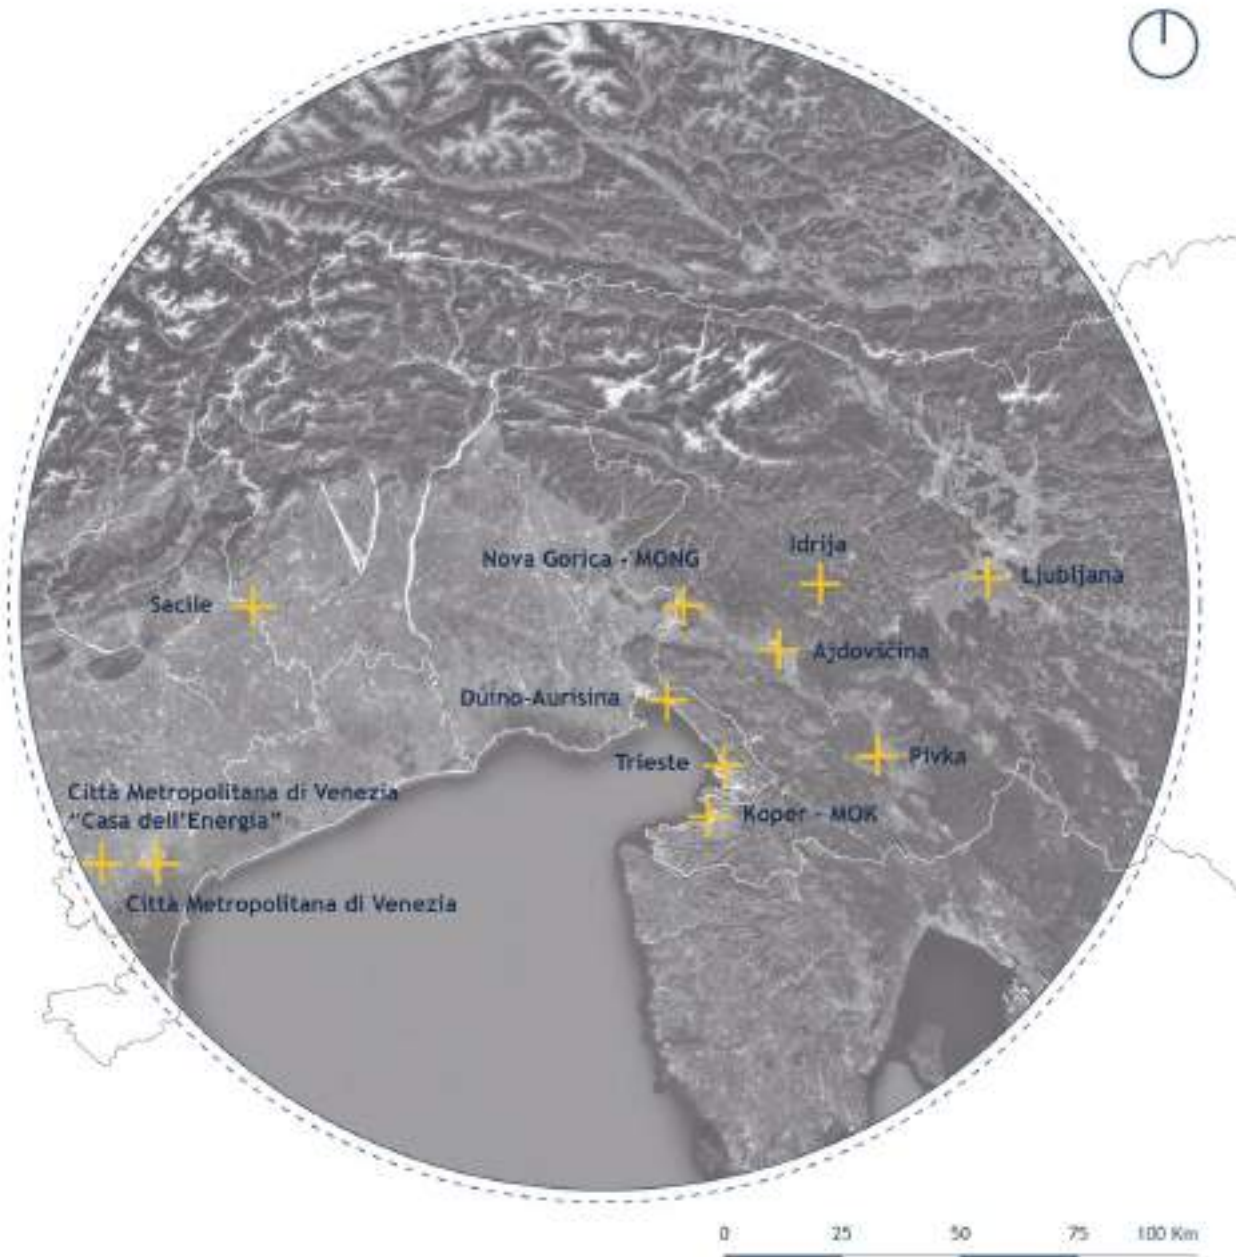 Idrija
Nova Gorica - MONG
Ljubljana
Sacile
Ajdovščina
Duino-Aurisina
Pivka
Trieste
Città Metropolitana di Venezia
"Casa dell'Energia"
Koper - MOK
Città Metropolitana di Venezia
0 25 50 75 100 Km